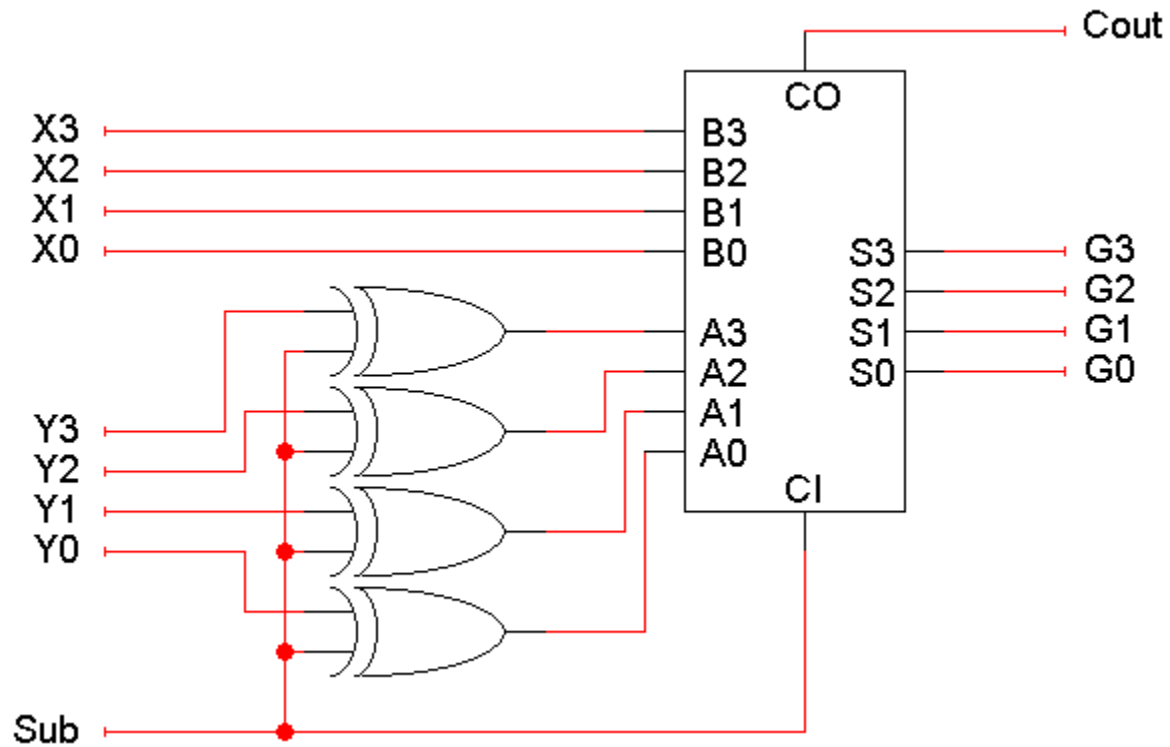 Cout
CO
X3 B3
X2 B2
X1 B1
X0 B0 S3 G3
S2 G2
A3 S1 G1
A2 S0 G0
Y3 A1
Y2 A0
CI
Y1
Y0
Sub